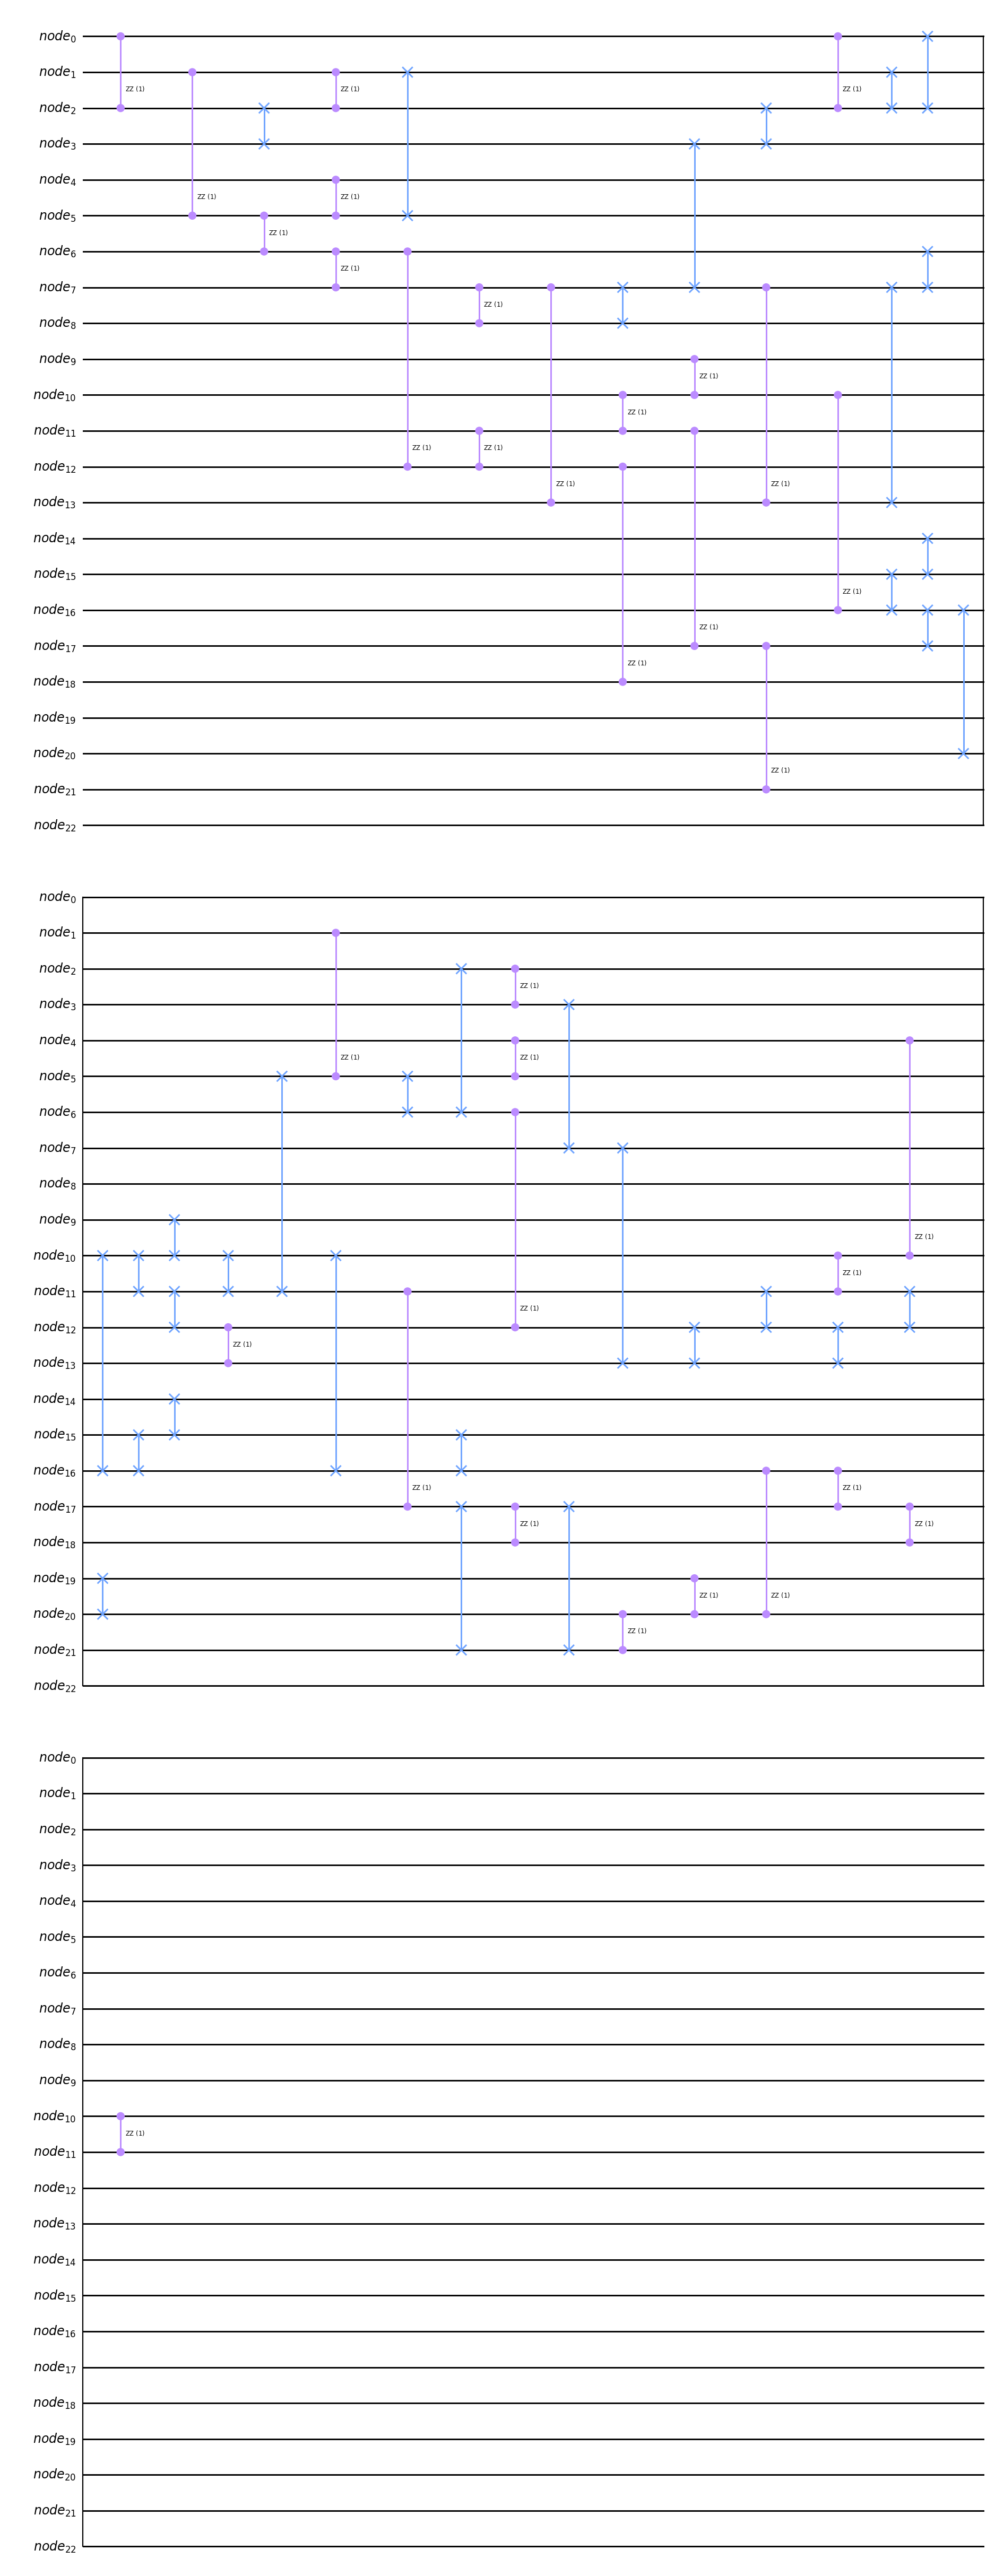 node₀
node₁
ZZ (1) ZZ (1) ZZ (1)
node₂
node₃
node₄
ZZ (1) ZZ (1)
node₅
ZZ (1)
node₆
ZZ (1)
node₇
ZZ (1)
node₈
node₉
ZZ (1)
node₁₀
ZZ (1)
node₁₁
ZZ (1) ZZ (1)
node₁₂
ZZ (1) ZZ (1)
node₁₃
node₁₄
node₁₅
ZZ (1)
node₁₆
ZZ (1)
node₁₇
ZZ (1)
node₁₈
node₁₉
node₂₀
ZZ (1)
node₂₁
node₂₂
node₀
node₁
node₂
ZZ (1)
node₃
node₄
ZZ (1) ZZ (1)
node₅
node₆
node₇
node₈
node₉
ZZ (1)
node₁₀
ZZ (1)
node₁₁
ZZ (1)
node₁₂
ZZ (1)
node₁₃
node₁₄
node₁₅
node₁₆
ZZ (1) ZZ (1)
node₁₇
ZZ (1) ZZ (1)
node₁₈
node₁₉
ZZ (1) ZZ (1)
node₂₀
ZZ (1)
node₂₁
node₂₂
node₀
node₁
node₂
node₃
node₄
node₅
node₆
node₇
node₈
node₉
node₁₀
ZZ (1)
node₁₁
node₁₂
node₁₃
node₁₄
node₁₅
node₁₆
node₁₇
node₁₈
node₁₉
node₂₀
node₂₁
node₂₂